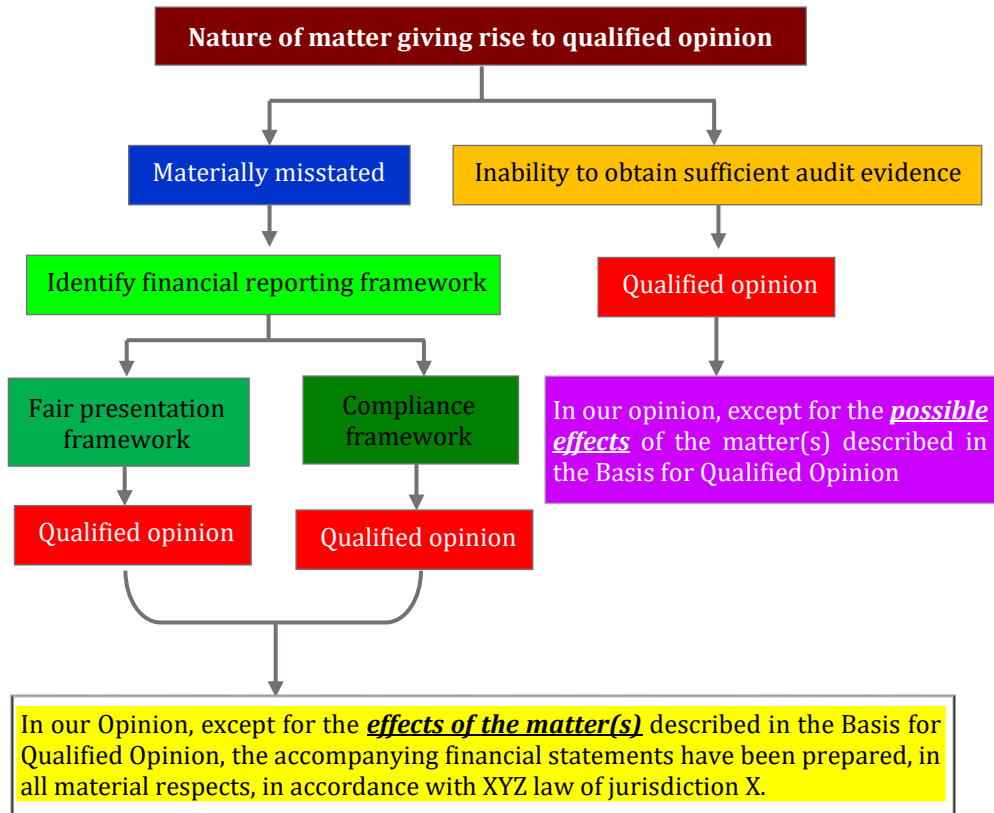 Nature of matter giving rise to qualified opinion
Materially misstated
Inability to obtain sufficient audit evidence
Identify financial reporting framework
Qualified opinion
Fair presentation
framework
Compliance
framework
In our opinion, except for the possible
effects of the matter(s) described in
the Basis for Qualified Opinion
Qualified opinion
Qualified opinion
In our Opinion, except for the effects of the matter(s) described in the Basis for
Qualified Opinion, the accompanying financial statements have been prepared, in
all material respects, in accordance with XYZ law of jurisdiction X.